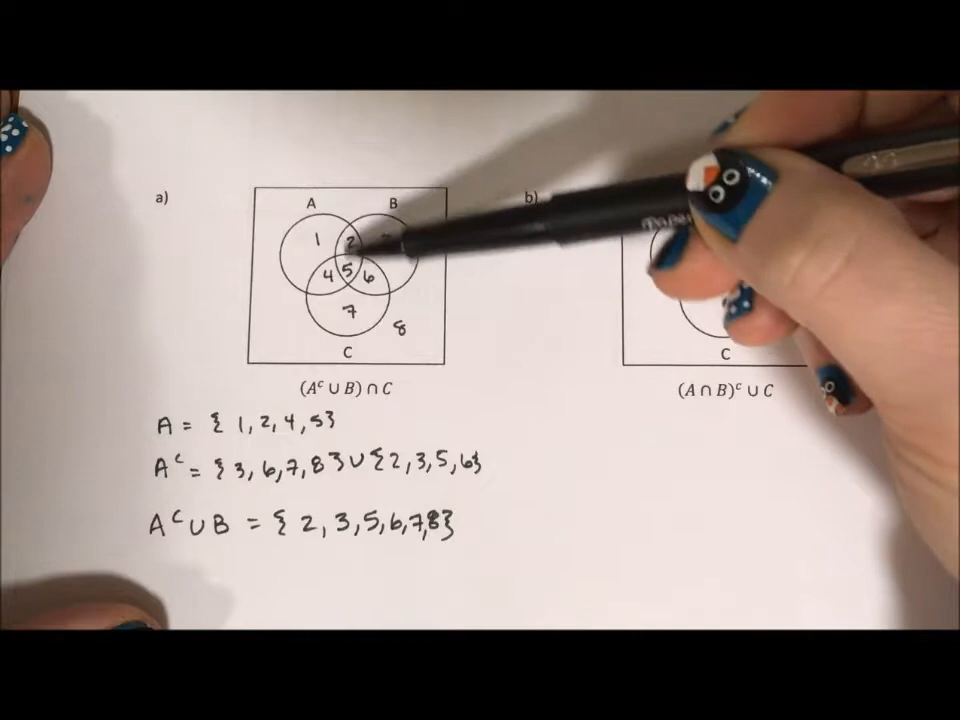 a)
b)
A B
1 2
4 5 6
7
8
C
C
(Aᶜ ∪ B) ∩ C
(A ∩ B)ᶜ ∪ C
A = { 1, 2, 4, 5}
Aᶜ = { 3, 6, 7, 8 } ∪ { 2, 3, 5, 6}
Aᶜ ∪ B = { 2, 3, 5, 6, 7, 8}